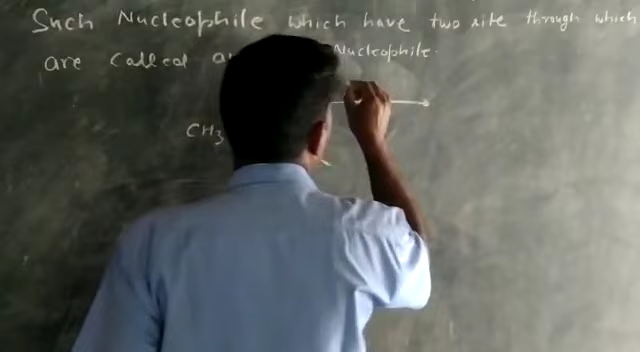 Such Nucleophile which have two site through which
are called a Nucleophile.
CH3